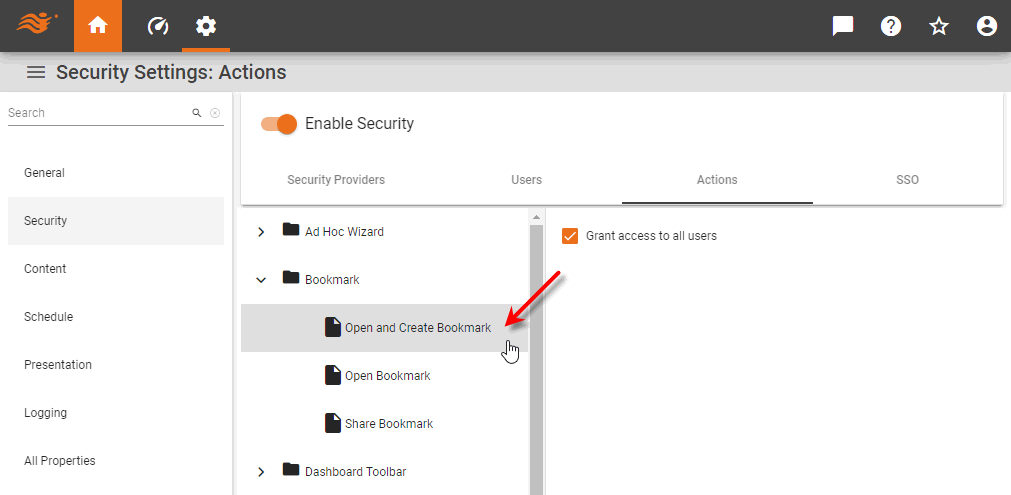 Security Settings: Actions
Search
General
Security
Content
Schedule
Presentation
Logging
All Properties
Enable Security
Security Providers
Users
Actions
SSO
Ad Hoc Wizard
Bookmark
Open and Create Bookmark
Open Bookmark
Share Bookmark
Dashboard Toolbar
Grant access to all users